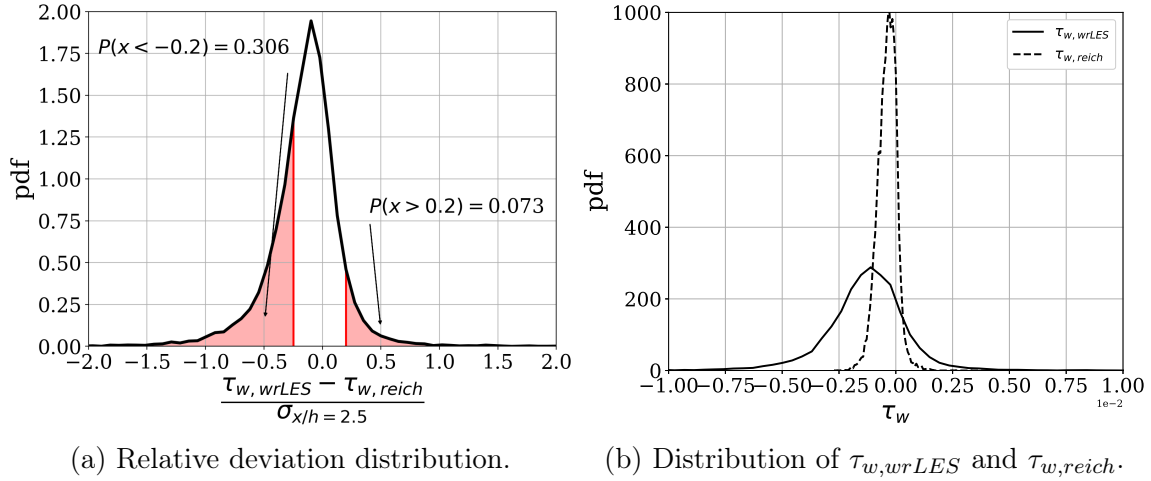 2.00
1.75
1.50
1.25
1.00
0.75
0.50
0.25
0.00
pdf
P(x < −0.2) = 0.306
P(x > 0.2) = 0.073
−2.0 −1.5 −1.0 −0.5 0.0 0.5 1.0 1.5 2.0
τw,wrLES − τw,reich
σx/h = 2.5
(a) Relative deviation distribution.
1000
800
600
400
200
0
pdf
τw,wrLES
τw,reich
−1.00 −0.75 −0.50 −0.25 0.00 0.25 0.50 0.75 1.00
1e−2
τw
(b) Distribution of τw,wrLES and τw,reich.